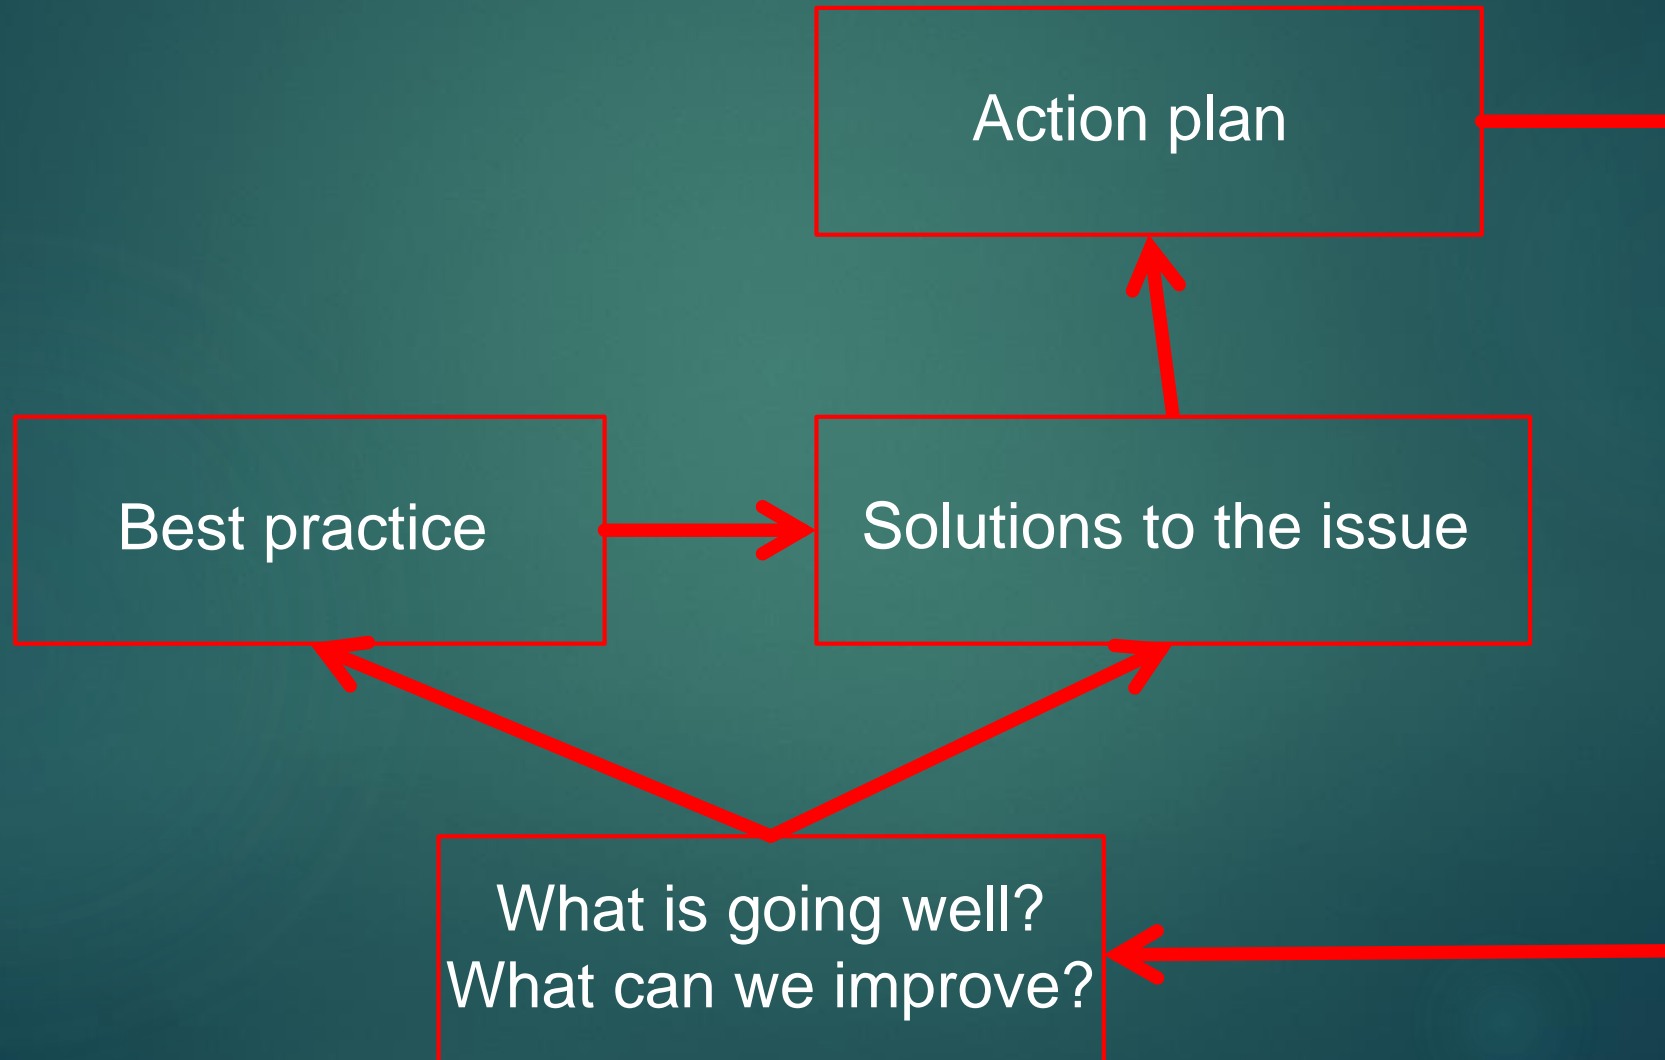 Action plan
Best practice
Solutions to the issue
What is going well?
What can we improve?